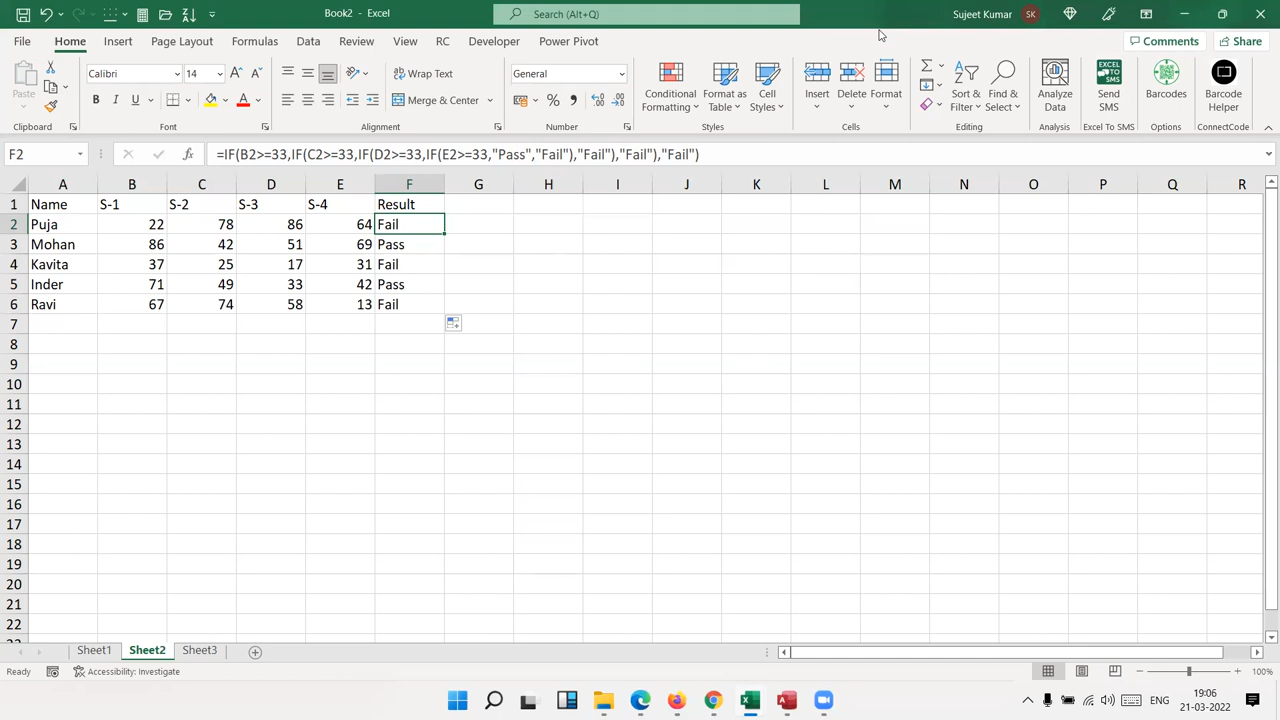 Book2 - Excel
Search (Alt+Q)
Sujeet Kumar
SK
File Home Insert Page Layout Formulas Data Review View RC Developer Power Pivot
Comments
Share
Paste
Calibri
14
B I U
Wrap Text
Merge & Center
General
Conditional Formatting
Format as Table
Cell Styles
Insert
Delete
Format
Sort & Filter
Find & Select
Analyze Data
Send SMS
Barcodes
Barcode Helper
Clipboard Font Alignment Number Styles Cells Editing Analysis Excel To SMS Options ConnectCode
F2
=IF(B2>=33,IF(C2>=33,IF(D2>=33,IF(E2>=33,"Pass","Fail"),"Fail"),"Fail"),"Fail")
A B C D E F G H I J K L M N O P Q R
1 Name S-1 S-2 S-3 S-4 Result
2 Puja 22 78 86 64 Fail
3 Mohan 86 42 51 69 Pass
4 Kavita 37 25 17 31 Fail
5 Inder 71 49 33 42 Pass
6 Ravi 67 74 58 13 Fail
7
8
9
10
11
12
13
14
15
16
17
18
19
20
21
22
23
Sheet1 Sheet2 Sheet3
Ready
Accessibility: Investigate
100%
ENG
19:06
21-03-2022